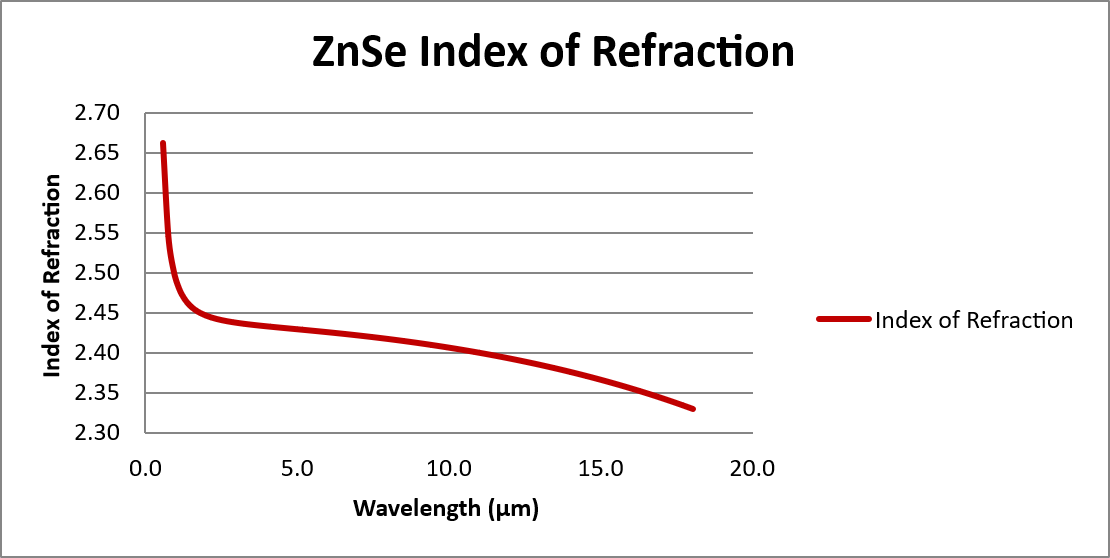 ZnSe Index of Refraction
2.70
2.65
2.60
2.55
2.50
2.45
2.40
2.35
2.30
Index of Refraction
0.0 5.0 10.0 15.0 20.0
Wavelength (μm)
Index of Refraction